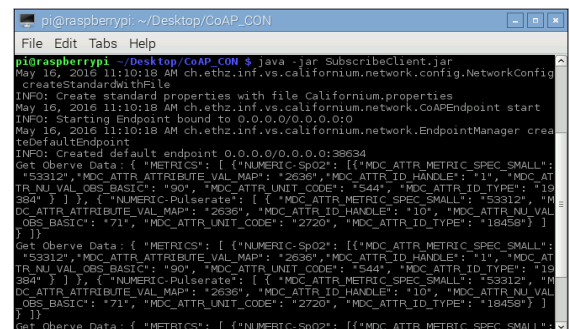 pi@raspberrypi: ~/Desktop/CoAP_CON
File Edit Tabs Help
pi@raspberrypi ~/Desktop/CoAP_CON $ java -jar SubscribeClient.jar
May 16, 2016 11:10:18 AM ch.ethz.inf.vs.californium.network.config.NetworkConfig
 createStandardWithFile
INFO: Create standard properties with file Californium.properties
May 16, 2016 11:10:18 AM ch.ethz.inf.vs.californium.network.CoAPEndpoint start
INFO: Starting Endpoint bound to 0.0.0.0/0.0.0.0:0
May 16, 2016 11:10:18 AM ch.ethz.inf.vs.californium.network.EndpointManager crea
teDefaultEndpoint
INFO: Created default endpoint 0.0.0.0/0.0.0.0:38634
Get Oberve Data: { "METRICS": [ {"NUMERIC-Sp02": [{"MDC_ATTR_METRIC_SPEC_SMALL":
 "53312","MDC_ATTR_ATTRIBUTE_VAL_MAP": "2636","MDC_ATTR_ID_HANDLE": "1", "MDC_AT
TR_NU_VAL_OBS_BASIC": "90", "MDC_ATTR_UNIT_CODE": "544", "MDC_ATTR_ID_TYPE": "19
384" } ] }, { "NUMERIC-Pulserate": [ { "MDC_ATTR_METRIC_SPEC_SMALL": "53312", "M
DC_ATTR_ATTRIBUTE_VAL_MAP": "2636", "MDC_ATTR_ID_HANDLE": "10", "MDC_ATTR_NU_VAL
_OBS_BASIC": "71", "MDC_ATTR_UNIT_CODE": "2720", "MDC_ATTR_ID_TYPE": "18458"} ]
} ]}
Get Oberve Data: { "METRICS": [ {"NUMERIC-Sp02": [{"MDC_ATTR_METRIC_SPEC_SMALL":
 "53312","MDC_ATTR_ATTRIBUTE_VAL_MAP": "2636","MDC_ATTR_ID_HANDLE": "1", "MDC_AT
TR_NU_VAL_OBS_BASIC": "90", "MDC_ATTR_UNIT_CODE": "544", "MDC_ATTR_ID_TYPE": "19
384" } ] }, { "NUMERIC-Pulserate": [ { "MDC_ATTR_METRIC_SPEC_SMALL": "53312", "M
DC_ATTR_ATTRIBUTE_VAL_MAP": "2636", "MDC_ATTR_ID_HANDLE": "10", "MDC_ATTR_NU_VAL
_OBS_BASIC": "71", "MDC_ATTR_UNIT_CODE": "2720", "MDC_ATTR_ID_TYPE": "18458"} ]
} ]}
Get Oberve Data: { "METRICS": [ {"NUMERIC-Sp02": [{"MDC_ATTR_METRIC_SPEC_SMALL":